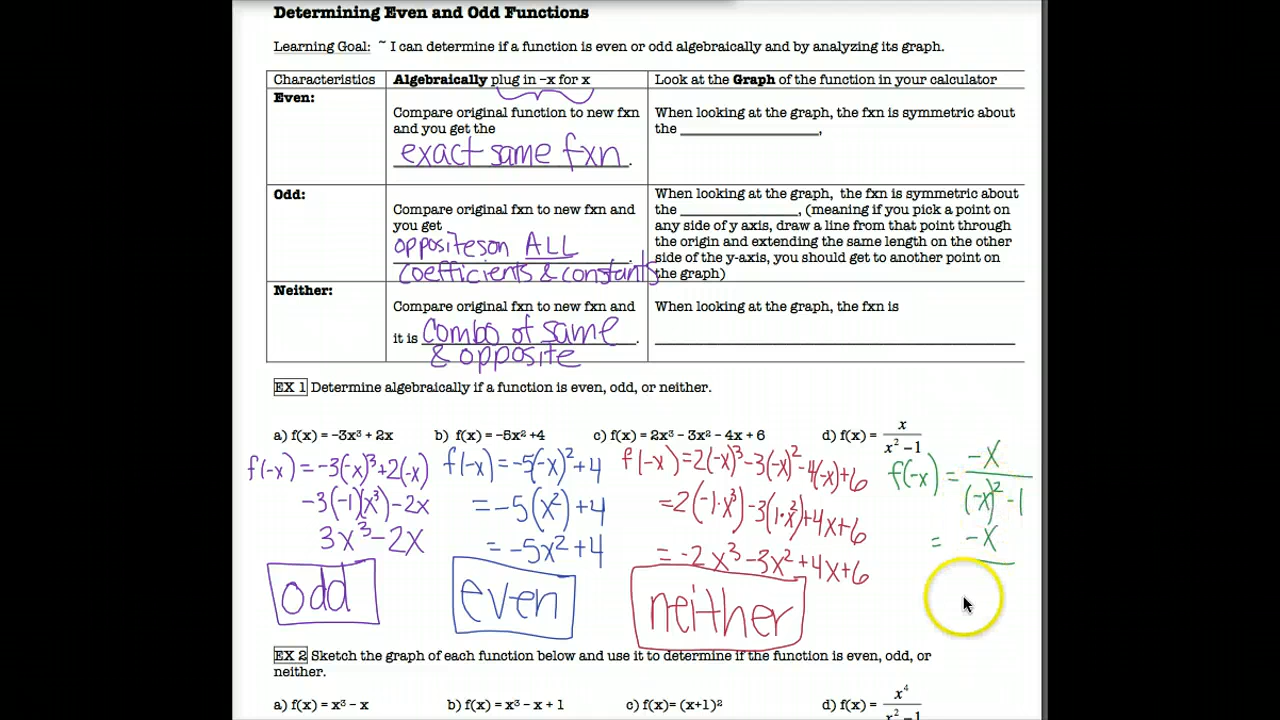 Determining Even and Odd Functions
Learning Goal: ~ I can determine if a function is even or odd algebraically and by analyzing its graph.
Characteristics Algebraically plug in –x for x Look at the Graph of the function in your calculator
Even:
Compare original function to new fxn
and you get the
exact same fxn.
When looking at the graph, the fxn is symmetric about
the ________________,
Odd:
Compare original fxn to new fxn and
you get
opposites on ALL
coefficients & constants.
When looking at the graph, the fxn is symmetric about
the ______________, (meaning if you pick a point on
any side of y axis, draw a line from that point through
the origin and extending the same length on the other
side of the y-axis, you should get to another point on
the graph)
Neither:
Compare original fxn to new fxn and
it is combo of same
& opposite.
When looking at the graph, the fxn is
EX 1 Determine algebraically if a function is even, odd, or neither.
a) f(x) = –3x³ + 2x
f(-x) = -3(-x)³+2(-x)
-3(-1)(x³)-2x
3x³-2x
odd
b) f(x) = –5x² +4
f(-x) = -5(-x)²+4
= -5(x²)+4
= -5x²+4
even
c) f(x) = 2x³ – 3x² – 4x + 6
f(-x)=2(-x)³-3(-x)²-4(-x)+6
=2(-1·x³)-3(1·x²)+4x+6
= -2x³-3x²+4x+6
neither
d) f(x) = x
x² –1
f(-x) = -x
(-x)²-1
= -x
EX 2 Sketch the graph of each function below and use it to determine if the function is even, odd, or
neither.
a) f(x) = x³ – x b) f(x) = x³ – x + 1 c) f(x)= (x+1)² d) f(x) = x⁴
x² –1